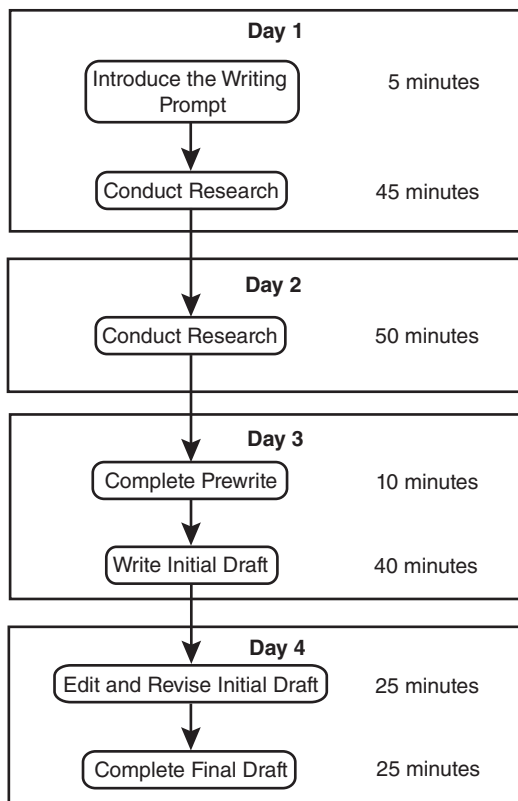 Day 1
Introduce the Writing
Prompt
5 minutes
Conduct Research
45 minutes
Day 2
Conduct Research
50 minutes
Day 3
Complete Prewrite
10 minutes
Write Initial Draft
40 minutes
Day 4
Edit and Revise Initial Draft
25 minutes
Complete Final Draft
25 minutes